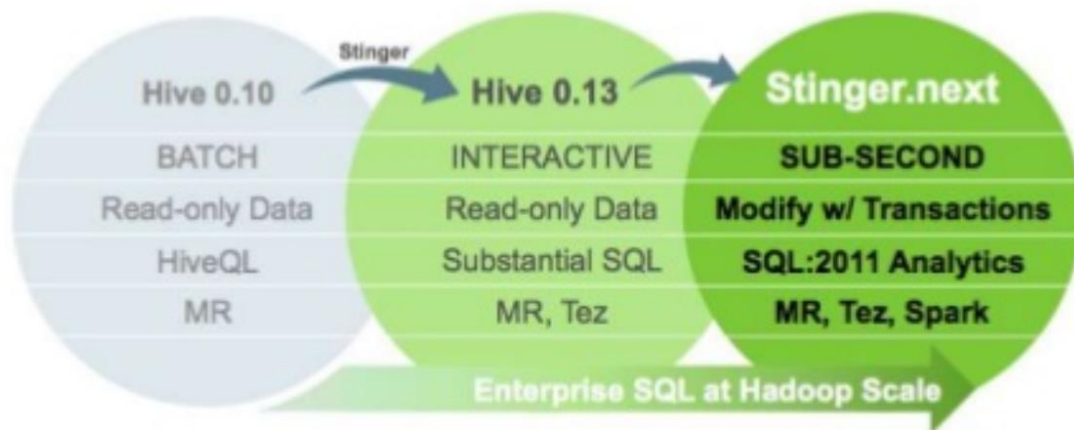 Stinger
Hive 0.10 Hive 0.13 Stinger.next
BATCH INTERACTIVE SUB-SECOND
Read-only Data Read-only Data Modify w/ Transactions
HiveQL Substantial SQL SQL:2011 Analytics
MR MR, Tez MR, Tez, Spark
Enterprise SQL at Hadoop Scale